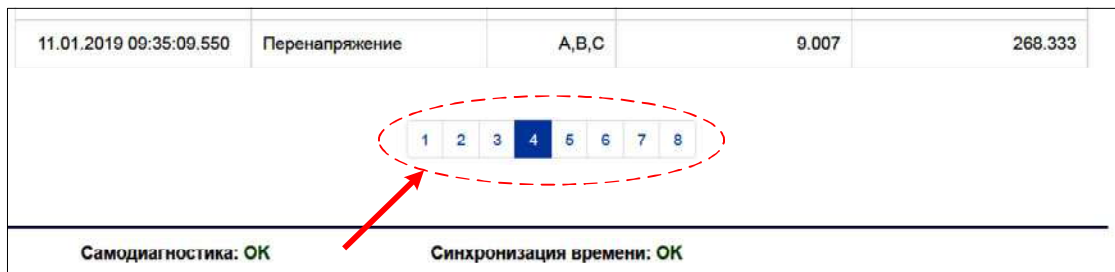 11.01.2019 09:35:09.550 Перенапряжение A,B,C 9.007 268.333
1 2 3 4 5 6 7 8
Самодиагностика: OK Синхронизация времени: OK